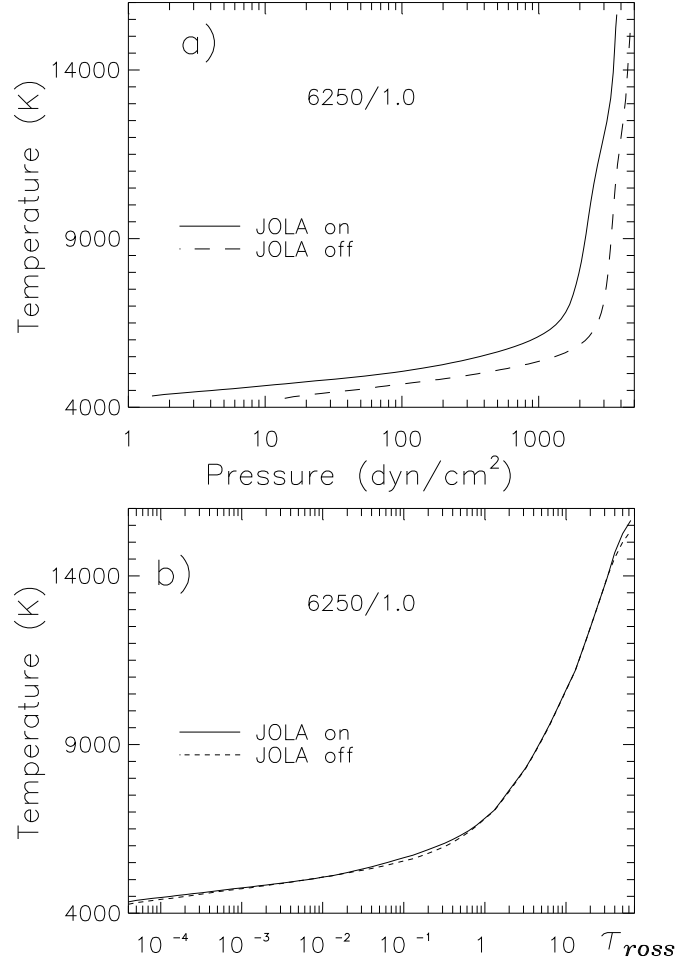 a)
14000
6250/1.0
Temperature (K)
JOLA on
9000
JOLA off
4000
1 10 100 1000
Pressure (dyn/cm²)
b)
14000
6250/1.0
Temperature (K)
JOLA on
9000
JOLA off
4000
10⁻⁴ 10⁻³ 10⁻² 10⁻¹ 1 10 τross